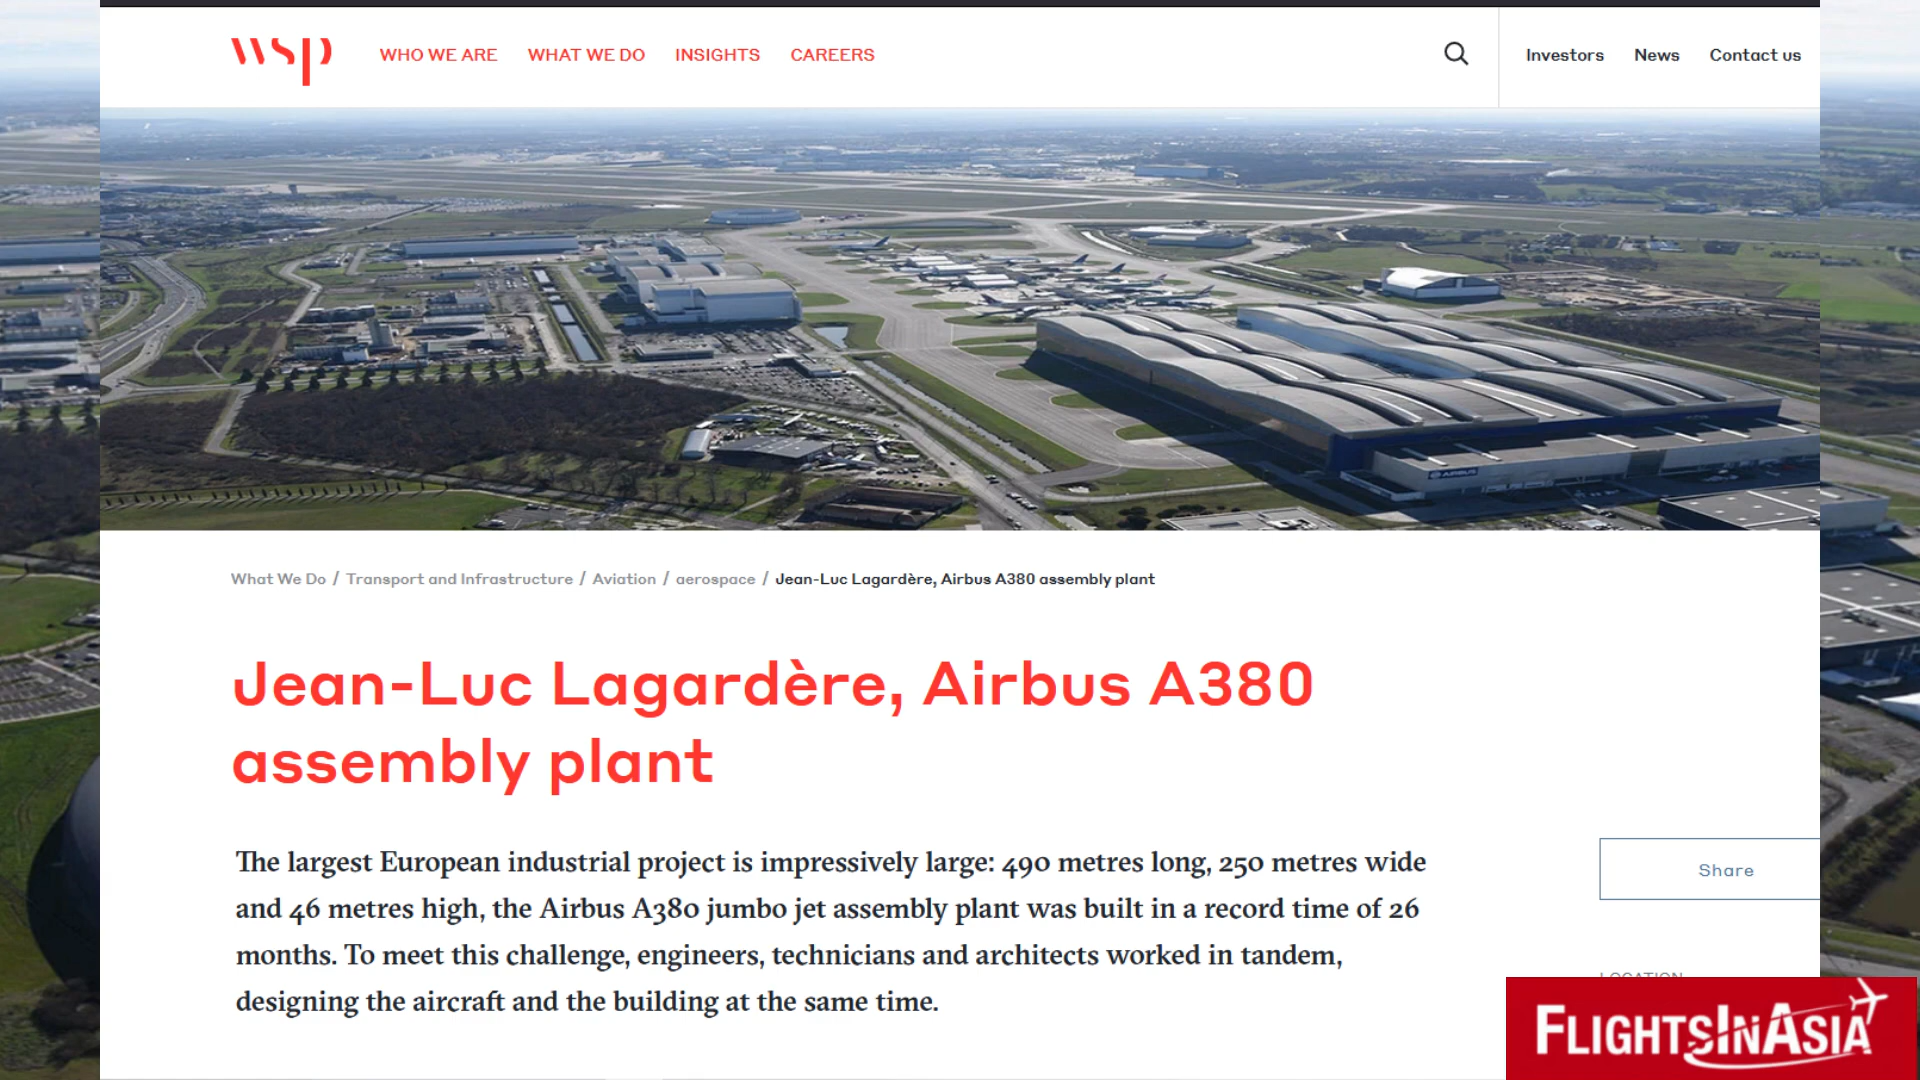 wsp
WHO WE ARE WHAT WE DO INSIGHTS CAREERS
Investors News Contact us
AIRBUS
What We Do / Transport and Infrastructure / Aviation / aerospace / Jean-Luc Lagardère, Airbus A380 assembly plant
Jean-Luc Lagardère, Airbus A380
assembly plant
The largest European industrial project is impressively large: 490 metres long, 250 metres wide
and 46 metres high, the Airbus A380 jumbo jet assembly plant was built in a record time of 26
months. To meet this challenge, engineers, technicians and architects worked in tandem,
designing the aircraft and the building at the same time.
Share
LOCATION
FLIGHTSINASIA